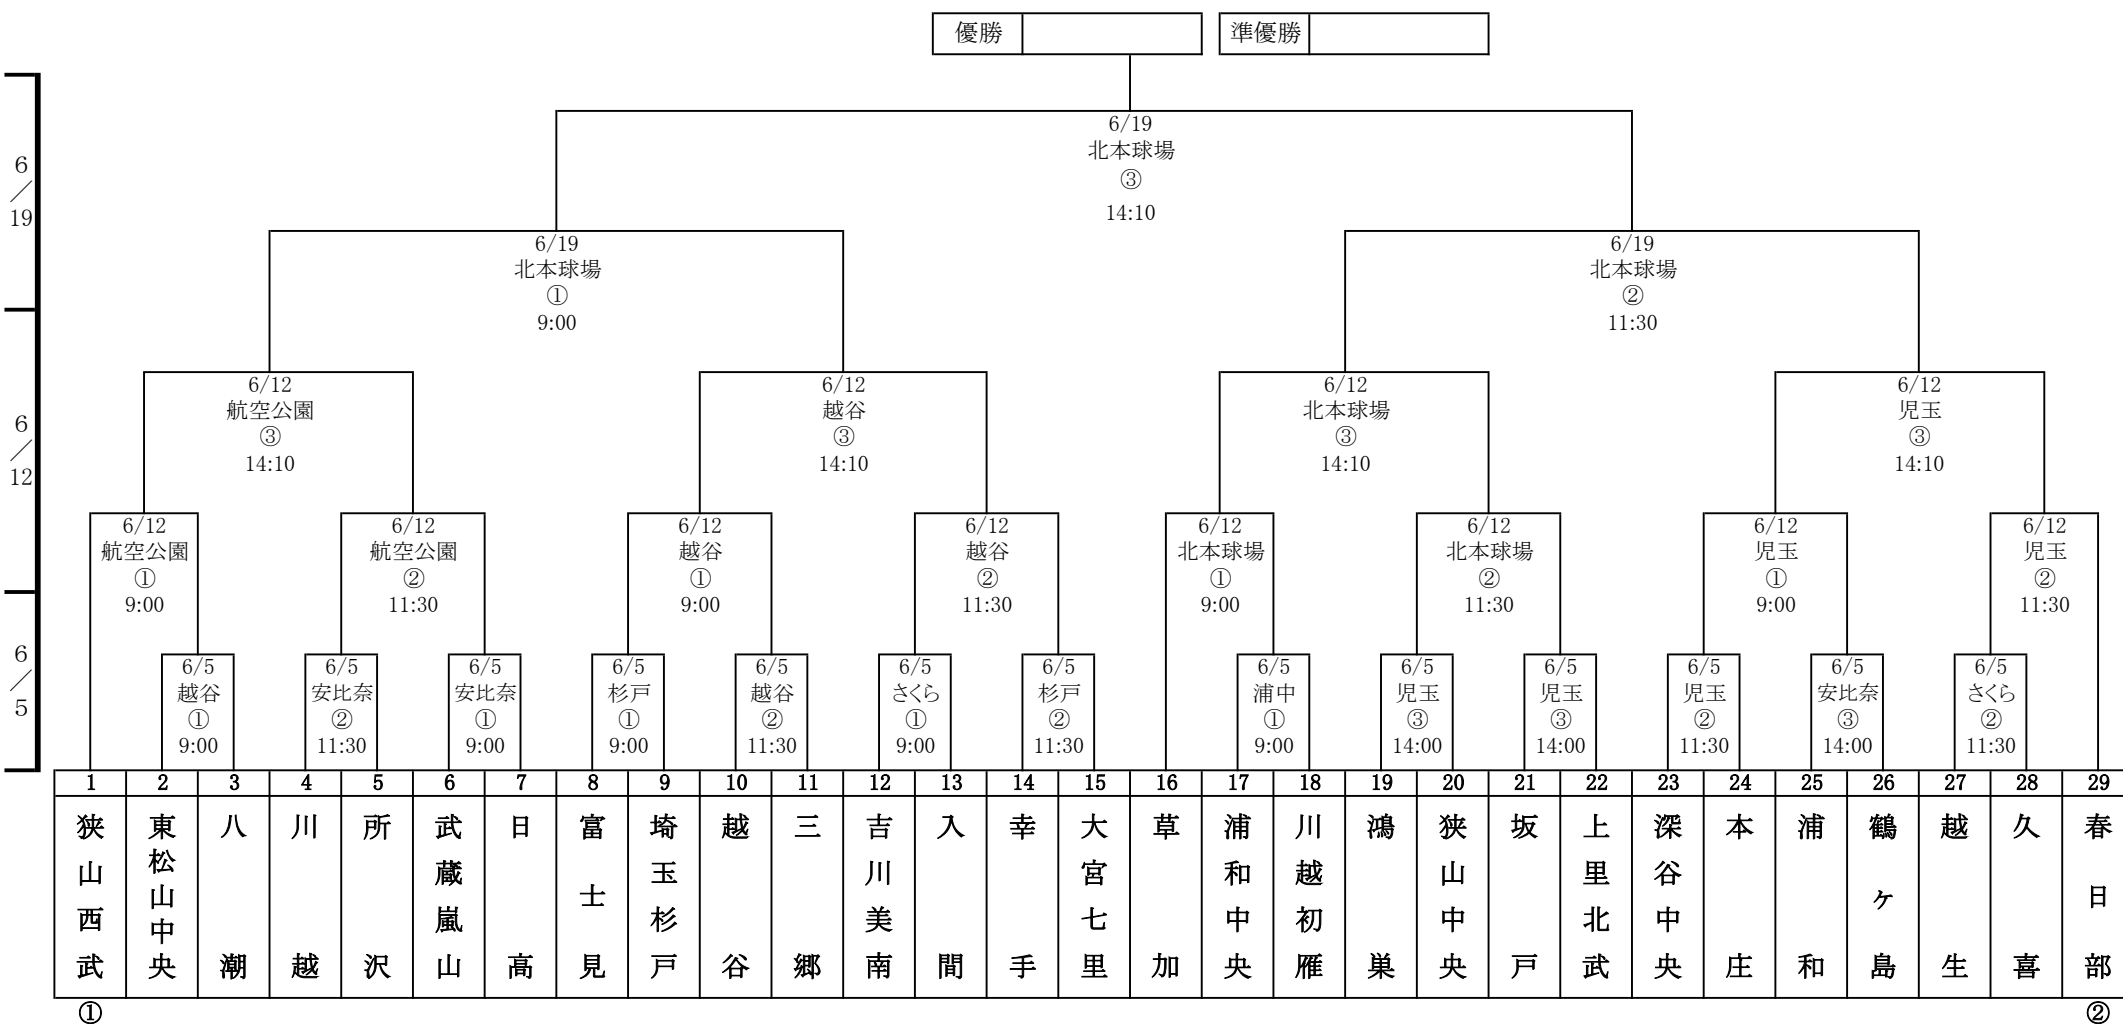 優勝 準優勝
6/19
北本球場
③
14:10
6/19
6/19 6/19
北本球場 北本球場
① ②
9:00 11:30
6/12 6/12 6/12 6/12
航空公園 越谷 北本球場 児玉
③ ③ ③ ③
14:10 14:10 14:10 14:10
6/12
6/12 6/12 6/12 6/12 6/12 6/12 6/12 6/12
航空公園 航空公園 越谷 越谷 北本球場 北本球場 児玉 児玉
① ② ① ② ① ② ① ②
9:00 11:30 9:00 11:30 9:00 11:30 9:00 11:30
6/5
6/5 6/5 6/5 6/5 6/5 6/5 6/5 6/5 6/5 6/5 6/5 6/5 6/5
越谷 安比奈 安比奈 杉戸 越谷 さくら 杉戸 浦中 児玉 児玉 児玉 安比奈 さくら
① ② ① ① ② ① ② ① ③ ③ ② ③ ②
9:00 11:30 9:00 9:00 11:30 9:00 11:30 9:00 14:00 14:00 11:30 14:00 11:30
1 2 3 4 5 6 7 8 9 10 11 12 13 14 15 16 17 18 19 20 21 22 23 24 25 26 27 28 29
狭山西武 東松山中央 八潮 川越 所沢 武蔵嵐山 日高 富士見 埼玉杉戸 越谷 三郷 吉川美南 入間 幸手 大宮七里 草加 浦和中央 川越初雁 鴻巣 狭山中央 坂戸 上里北武 深谷中央 本庄 浦和 鶴ヶ島 越生 久喜 春日部
① ②